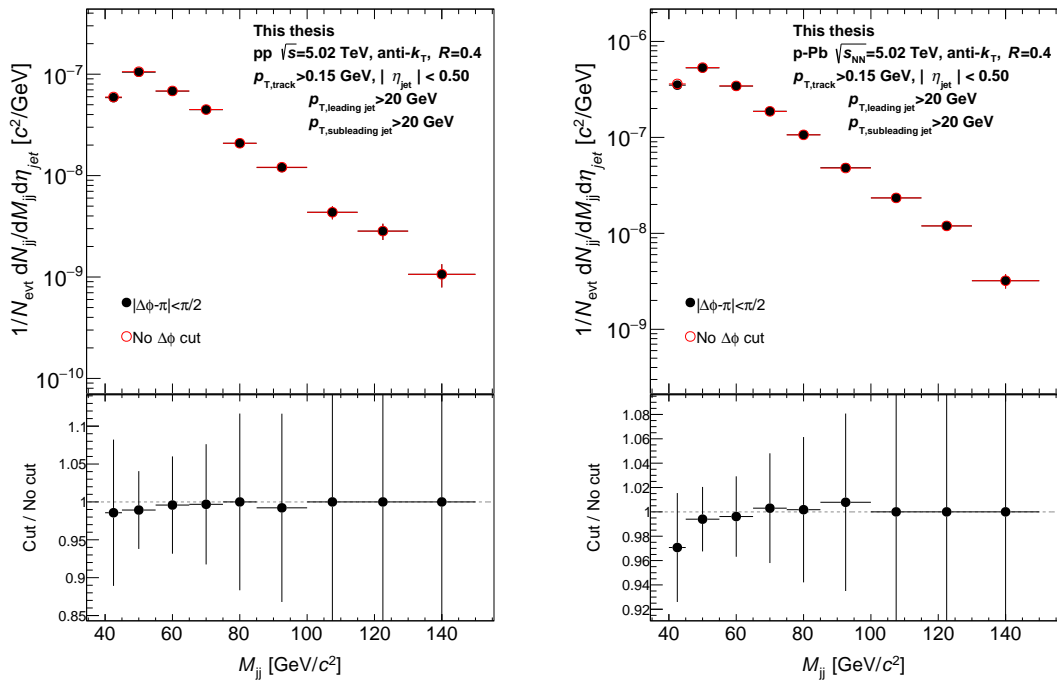 This thesis
pp √s=5.02 TeV, anti-kT, R=0.4
pT,track>0.15 GeV, | ηjet| < 0.50
pT,leading jet>20 GeV
pT,subleading jet>20 GeV
10⁻⁷
10⁻⁸
10⁻⁹
10⁻¹⁰
1/Nevt dNjj/dMjjdηjet [c²/GeV]
|Δϕ-π|<π/2
No Δϕ cut
1.1
1.05
1
0.95
0.9
0.85
Cut / No cut
40 60 80 100 120 140
Mjj [GeV/c²]
This thesis
p-Pb √sNN=5.02 TeV, anti-kT, R=0.4
pT,track>0.15 GeV, | ηjet| < 0.50
pT,leading jet>20 GeV
pT,subleading jet>20 GeV
10⁻⁶
10⁻⁷
10⁻⁸
10⁻⁹
1/Nevt dNjj/dMjjdηjet [c²/GeV]
|Δϕ-π|<π/2
No Δϕ cut
1.08
1.06
1.04
1.02
1
0.98
0.96
0.94
0.92
Cut / No cut
40 60 80 100 120 140
Mjj [GeV/c²]